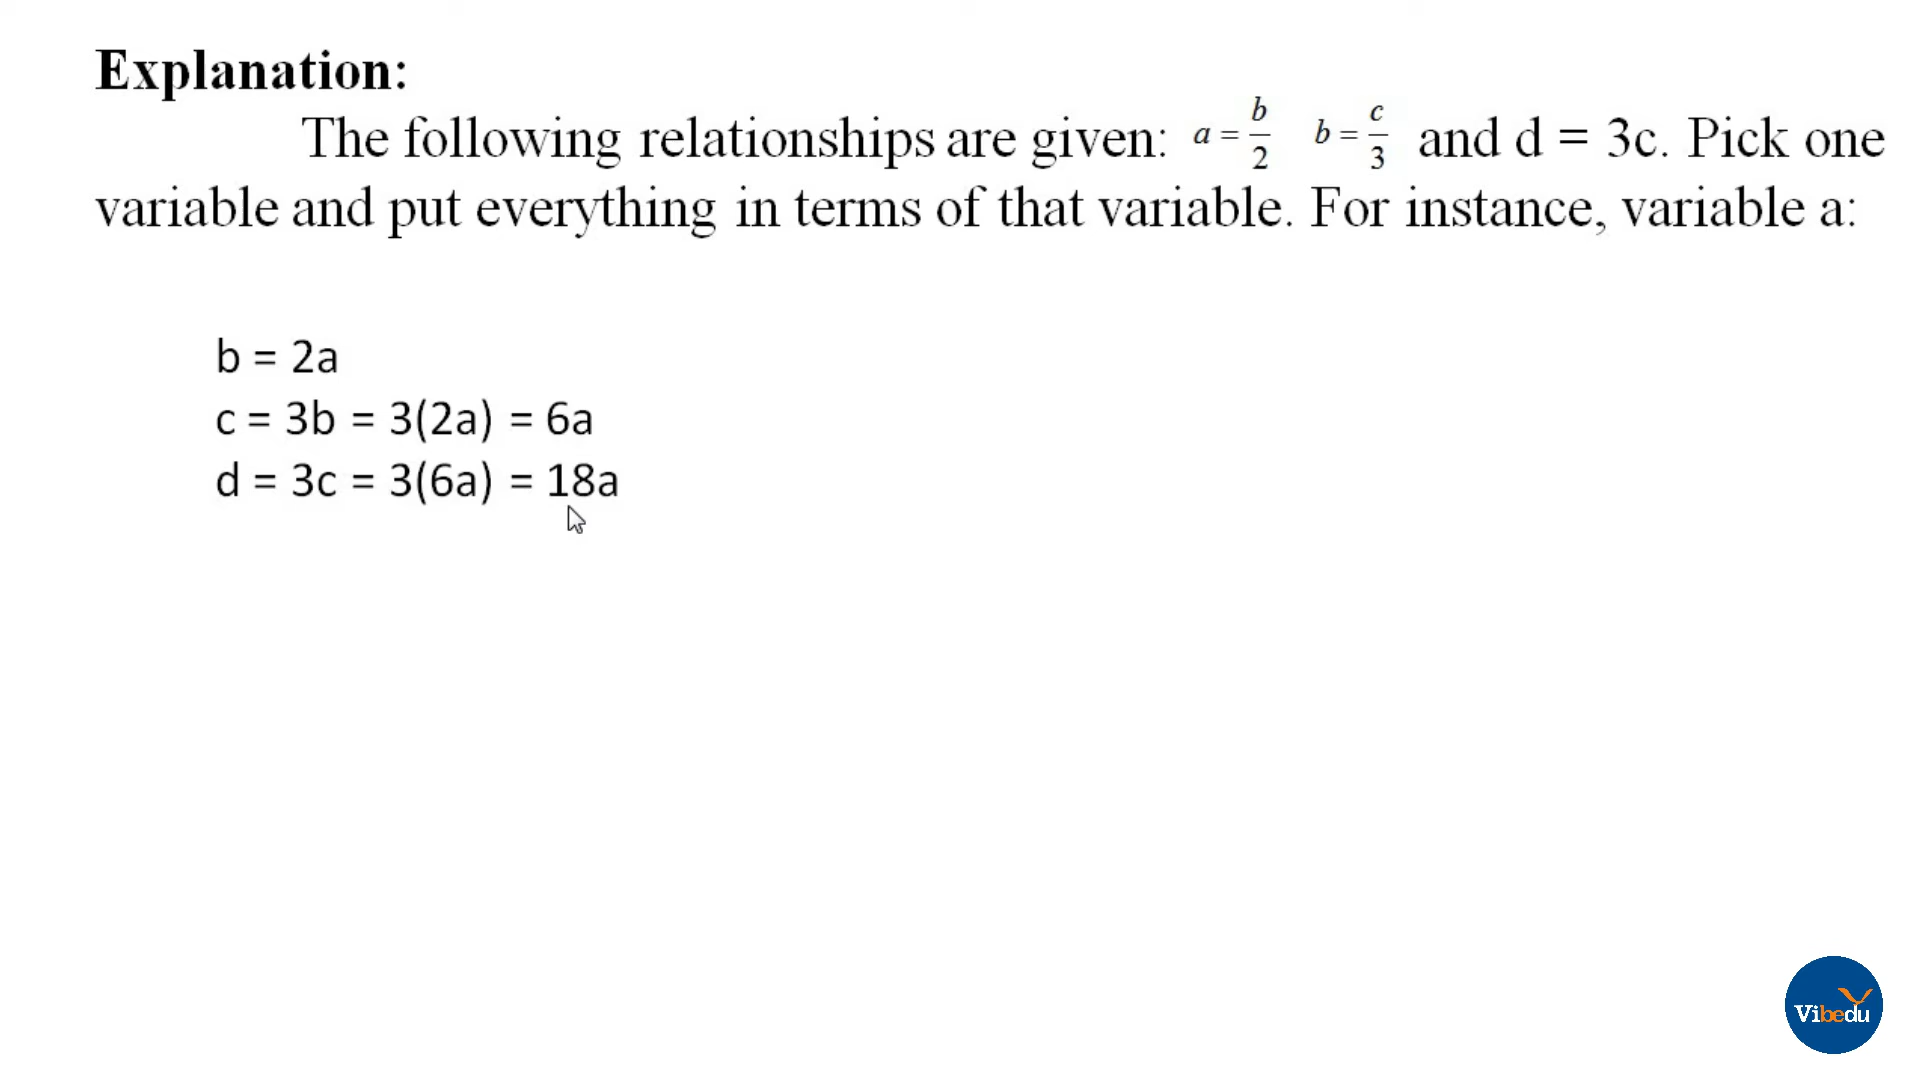 Explanation:
The following relationships are given: a = b/2 b = c/3 and d = 3c. Pick one
variable and put everything in terms of that variable. For instance, variable a:
b = 2a
c = 3b = 3(2a) = 6a
d = 3c = 3(6a) = 18a
Vibedu